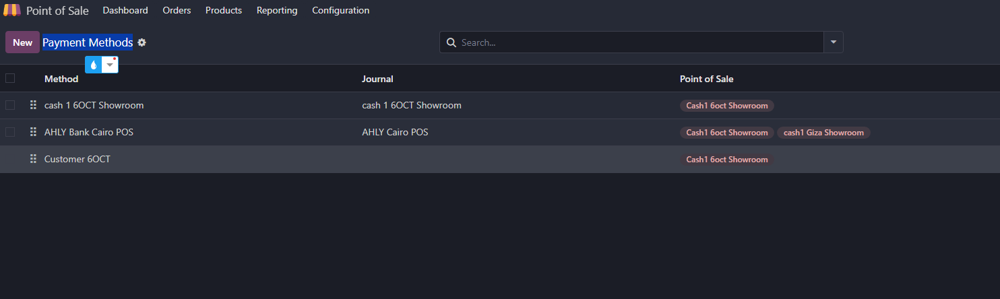 Point of Sale Dashboard Orders Products Reporting Configuration
New Payment Methods Search...
Method Journal Point of Sale
cash 1 6OCT Showroom cash 1 6OCT Showroom Cash1 6oct Showroom
AHLY Bank Cairo POS AHLY Cairo POS Cash1 6oct Showroom cash1 Giza Showroom
Customer 6OCT Cash1 6oct Showroom